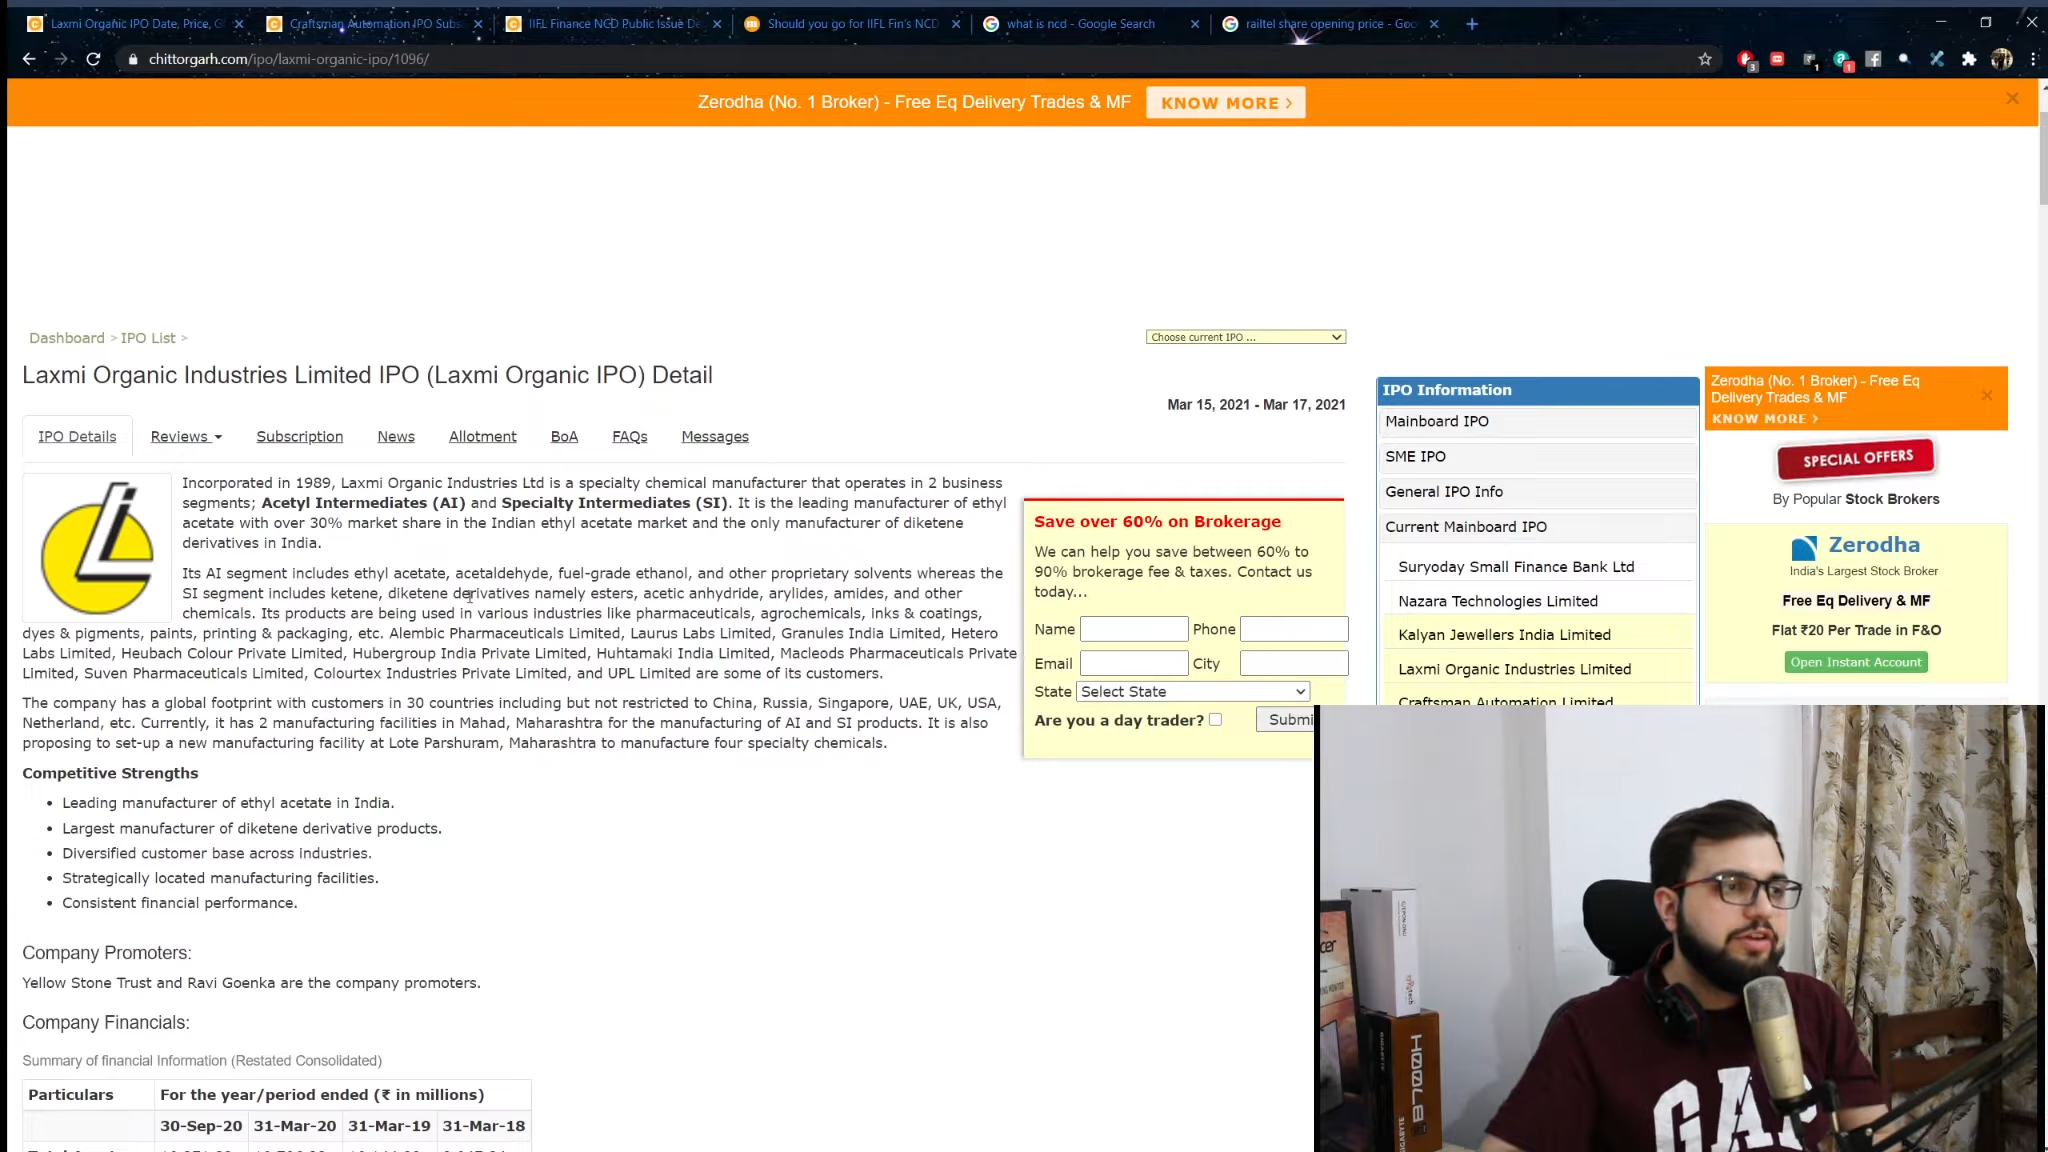 Laxmi Organic IPO Date, Price, G
Craftsman Automation IPO Subs
IIFL Finance NCD Public Issue De
Should you go for IIFL Fin's NCD
what is ncd - Google Search
railtel share opening price - Goo
chittorgarh.com/ipo/laxmi-organic-ipo/1096/
Zerodha (No. 1 Broker) - Free Eq Delivery Trades & MF
KNOW MORE >
Dashboard > IPO List >
Choose current IPO ...
Laxmi Organic Industries Limited IPO (Laxmi Organic IPO) Detail
Mar 15, 2021 - Mar 17, 2021
IPO Details
Reviews
Subscription
News
Allotment
BoA
FAQs
Messages
Incorporated in 1989, Laxmi Organic Industries Ltd is a specialty chemical manufacturer that operates in 2 business
segments; Acetyl Intermediates (AI) and Specialty Intermediates (SI). It is the leading manufacturer of ethyl
acetate with over 30% market share in the Indian ethyl acetate market and the only manufacturer of diketene
derivatives in India.
Its AI segment includes ethyl acetate, acetaldehyde, fuel-grade ethanol, and other proprietary solvents whereas the
SI segment includes ketene, diketene derivatives namely esters, acetic anhydride, arylides, amides, and other
chemicals. Its products are being used in various industries like pharmaceuticals, agrochemicals, inks & coatings,
dyes & pigments, paints, printing & packaging, etc. Alembic Pharmaceuticals Limited, Laurus Labs Limited, Granules India Limited, Hetero
Labs Limited, Heubach Colour Private Limited, Hubergroup India Private Limited, Huhtamaki India Limited, Macleods Pharmaceuticals Private
Limited, Suven Pharmaceuticals Limited, Colourtex Industries Private Limited, and UPL Limited are some of its customers.
The company has a global footprint with customers in 30 countries including but not restricted to China, Russia, Singapore, UAE, UK, USA,
Netherland, etc. Currently, it has 2 manufacturing facilities in Mahad, Maharashtra for the manufacturing of AI and SI products. It is also
proposing to set-up a new manufacturing facility at Lote Parshuram, Maharashtra to manufacture four specialty chemicals.
Competitive Strengths
• Leading manufacturer of ethyl acetate in India.
• Largest manufacturer of diketene derivative products.
• Diversified customer base across industries.
• Strategically located manufacturing facilities.
• Consistent financial performance.
Company Promoters:
Yellow Stone Trust and Ravi Goenka are the company promoters.
Company Financials:
Summary of financial Information (Restated Consolidated)
Particulars
For the year/period ended (₹ in millions)
30-Sep-20
31-Mar-20
31-Mar-19
31-Mar-18
Save over 60% on Brokerage
We can help you save between 60% to
90% brokerage fee & taxes. Contact us
today...
Name
Phone
Email
City
State
Select State
Are you a day trader?
Submi
IPO Information
Mainboard IPO
SME IPO
General IPO Info
Current Mainboard IPO
Suryoday Small Finance Bank Ltd
Nazara Technologies Limited
Kalyan Jewellers India Limited
Laxmi Organic Industries Limited
Craftsman Automation Limited
Zerodha (No. 1 Broker) - Free Eq
Delivery Trades & MF
KNOW MORE >
SPECIAL OFFERS
By Popular Stock Brokers
Zerodha
India's Largest Stock Broker
Free Eq Delivery & MF
Flat ₹20 Per Trade in F&O
Open Instant Account
GAP